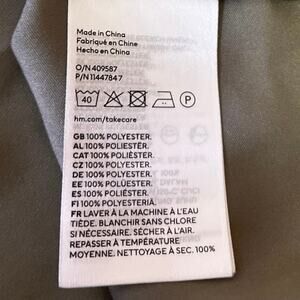 Made in China
Fabriqué en Chine
Hecho en China
O/N 409587
P/N 11447847
40
hm.com/takecare
GB 100% POLYESTER
AL 100% POLIESTËR
CAT 100% POLIÈSTER
CZ 100% POLYESTER
DE 100% POLYESTER
EE 100% POLÜESTER
ES 100% POLIÉSTER
FI 100% POLYESTERIÄ
FR LAVER À LA MACHINE À L'EAU
TIÈDE. BLANCHIR SANS CHLORE
SI NÉCESSAIRE. SÉCHER À L'AIR.
REPASSER À TEMPÉRATURE
MOYENNE. NETTOYAGE À SEC. 100%